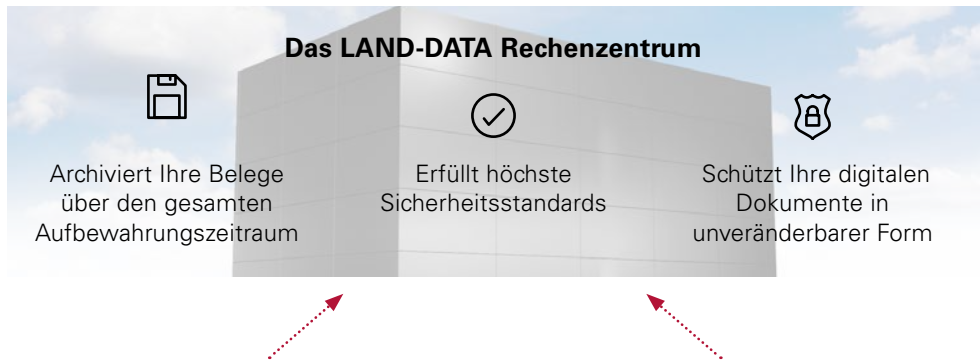 Das LAND-DATA Rechenzentrum
Archiviert Ihre Belege
über den gesamten
Aufbewahrungszeitraum
Erfüllt höchste
Sicherheitsstandards
Schützt Ihre digitalen
Dokumente in
unveränderbarer Form